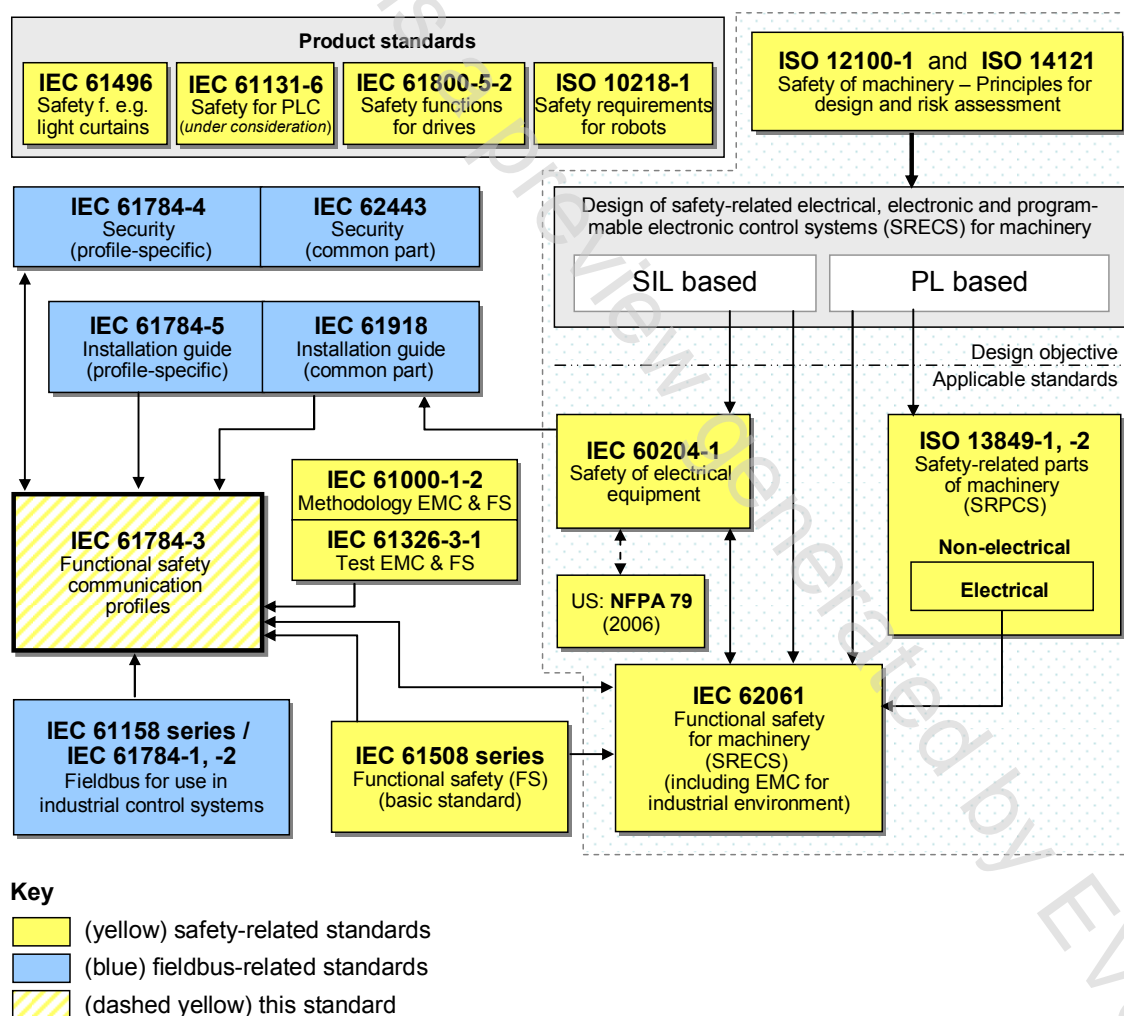 Product standards
IEC 61496
Safety f. e.g.
light curtains
IEC 61131-6
Safety for PLC
(under consideration)
IEC 61800-5-2
Safety functions
for drives
ISO 10218-1
Safety requirements
for robots
ISO 12100-1 and ISO 14121
Safety of machinery – Principles for
design and risk assessment
IEC 61784-4
Security
(profile-specific)
IEC 62443
Security
(common part)
Design of safety-related electrical, electronic and program-
mable electronic control systems (SRECS) for machinery
SIL based
PL based
IEC 61784-5
Installation guide
(profile-specific)
IEC 61918
Installation guide
(common part)
Design objective
Applicable standards
IEC 60204-1
Safety of electrical
equipment
ISO 13849-1, -2
Safety-related parts
of machinery
(SRPCS)
Non-electrical
Electrical
IEC 61000-1-2
Methodology EMC & FS
IEC 61326-3-1
Test EMC & FS
IEC 61784-3
Functional safety
communication
profiles
US: NFPA 79
(2006)
IEC 62061
Functional safety
for machinery
(SRECS)
(including EMC for
industrial environment)
IEC 61158 series /
IEC 61784-1, -2
Fieldbus for use in
industrial control systems
IEC 61508 series
Functional safety (FS)
(basic standard)
Key
(yellow) safety-related standards
(blue) fieldbus-related standards
(dashed yellow) this standard
is a preview generated by EV